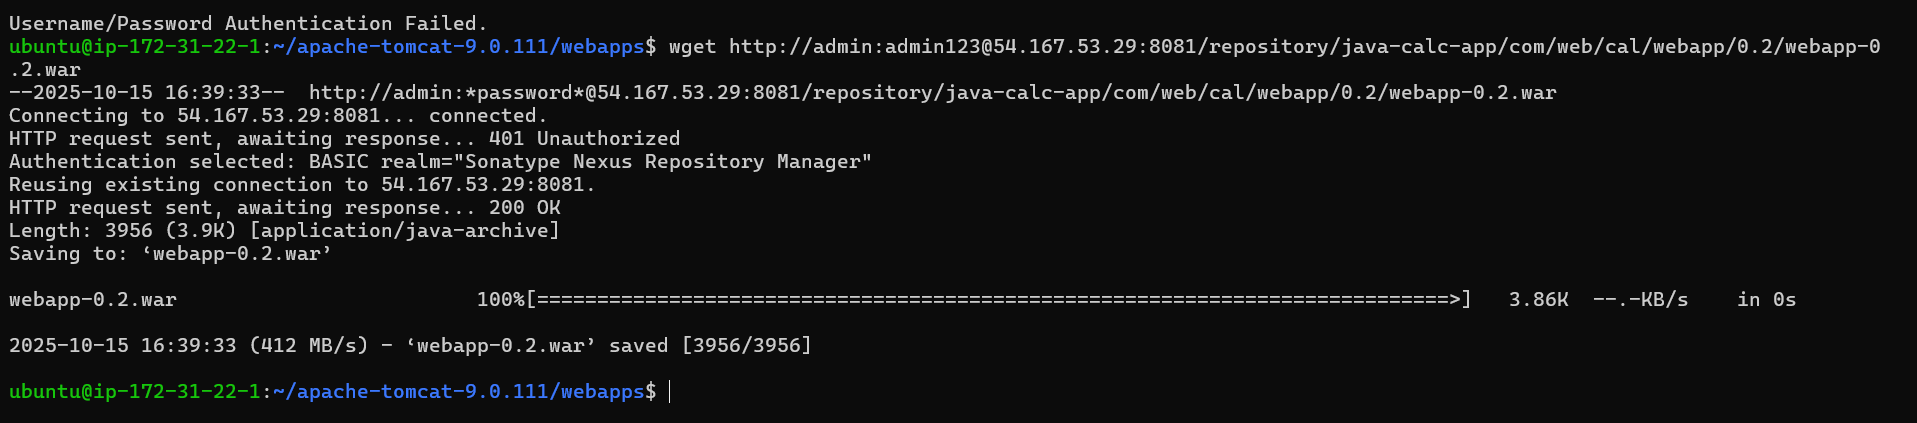 Username/Password Authentication Failed.
ubuntu@ip-172-31-22-1:~/apache-tomcat-9.0.111/webapps$ wget http://admin:admin123@54.167.53.29:8081/repository/java-calc-app/com/web/cal/webapp/0.2/webapp-0
.2.war
--2025-10-15 16:39:33--  http://admin:*password*@54.167.53.29:8081/repository/java-calc-app/com/web/cal/webapp/0.2/webapp-0.2.war
Connecting to 54.167.53.29:8081... connected.
HTTP request sent, awaiting response... 401 Unauthorized
Authentication selected: BASIC realm="Sonatype Nexus Repository Manager"
Reusing existing connection to 54.167.53.29:8081.
HTTP request sent, awaiting response... 200 OK
Length: 3956 (3.9K) [application/java-archive]
Saving to: ‘webapp-0.2.war’
webapp-0.2.war                         100%[============================================================================>]   3.86K  --.-KB/s    in 0s
2025-10-15 16:39:33 (412 MB/s) - ‘webapp-0.2.war’ saved [3956/3956]
ubuntu@ip-172-31-22-1:~/apache-tomcat-9.0.111/webapps$